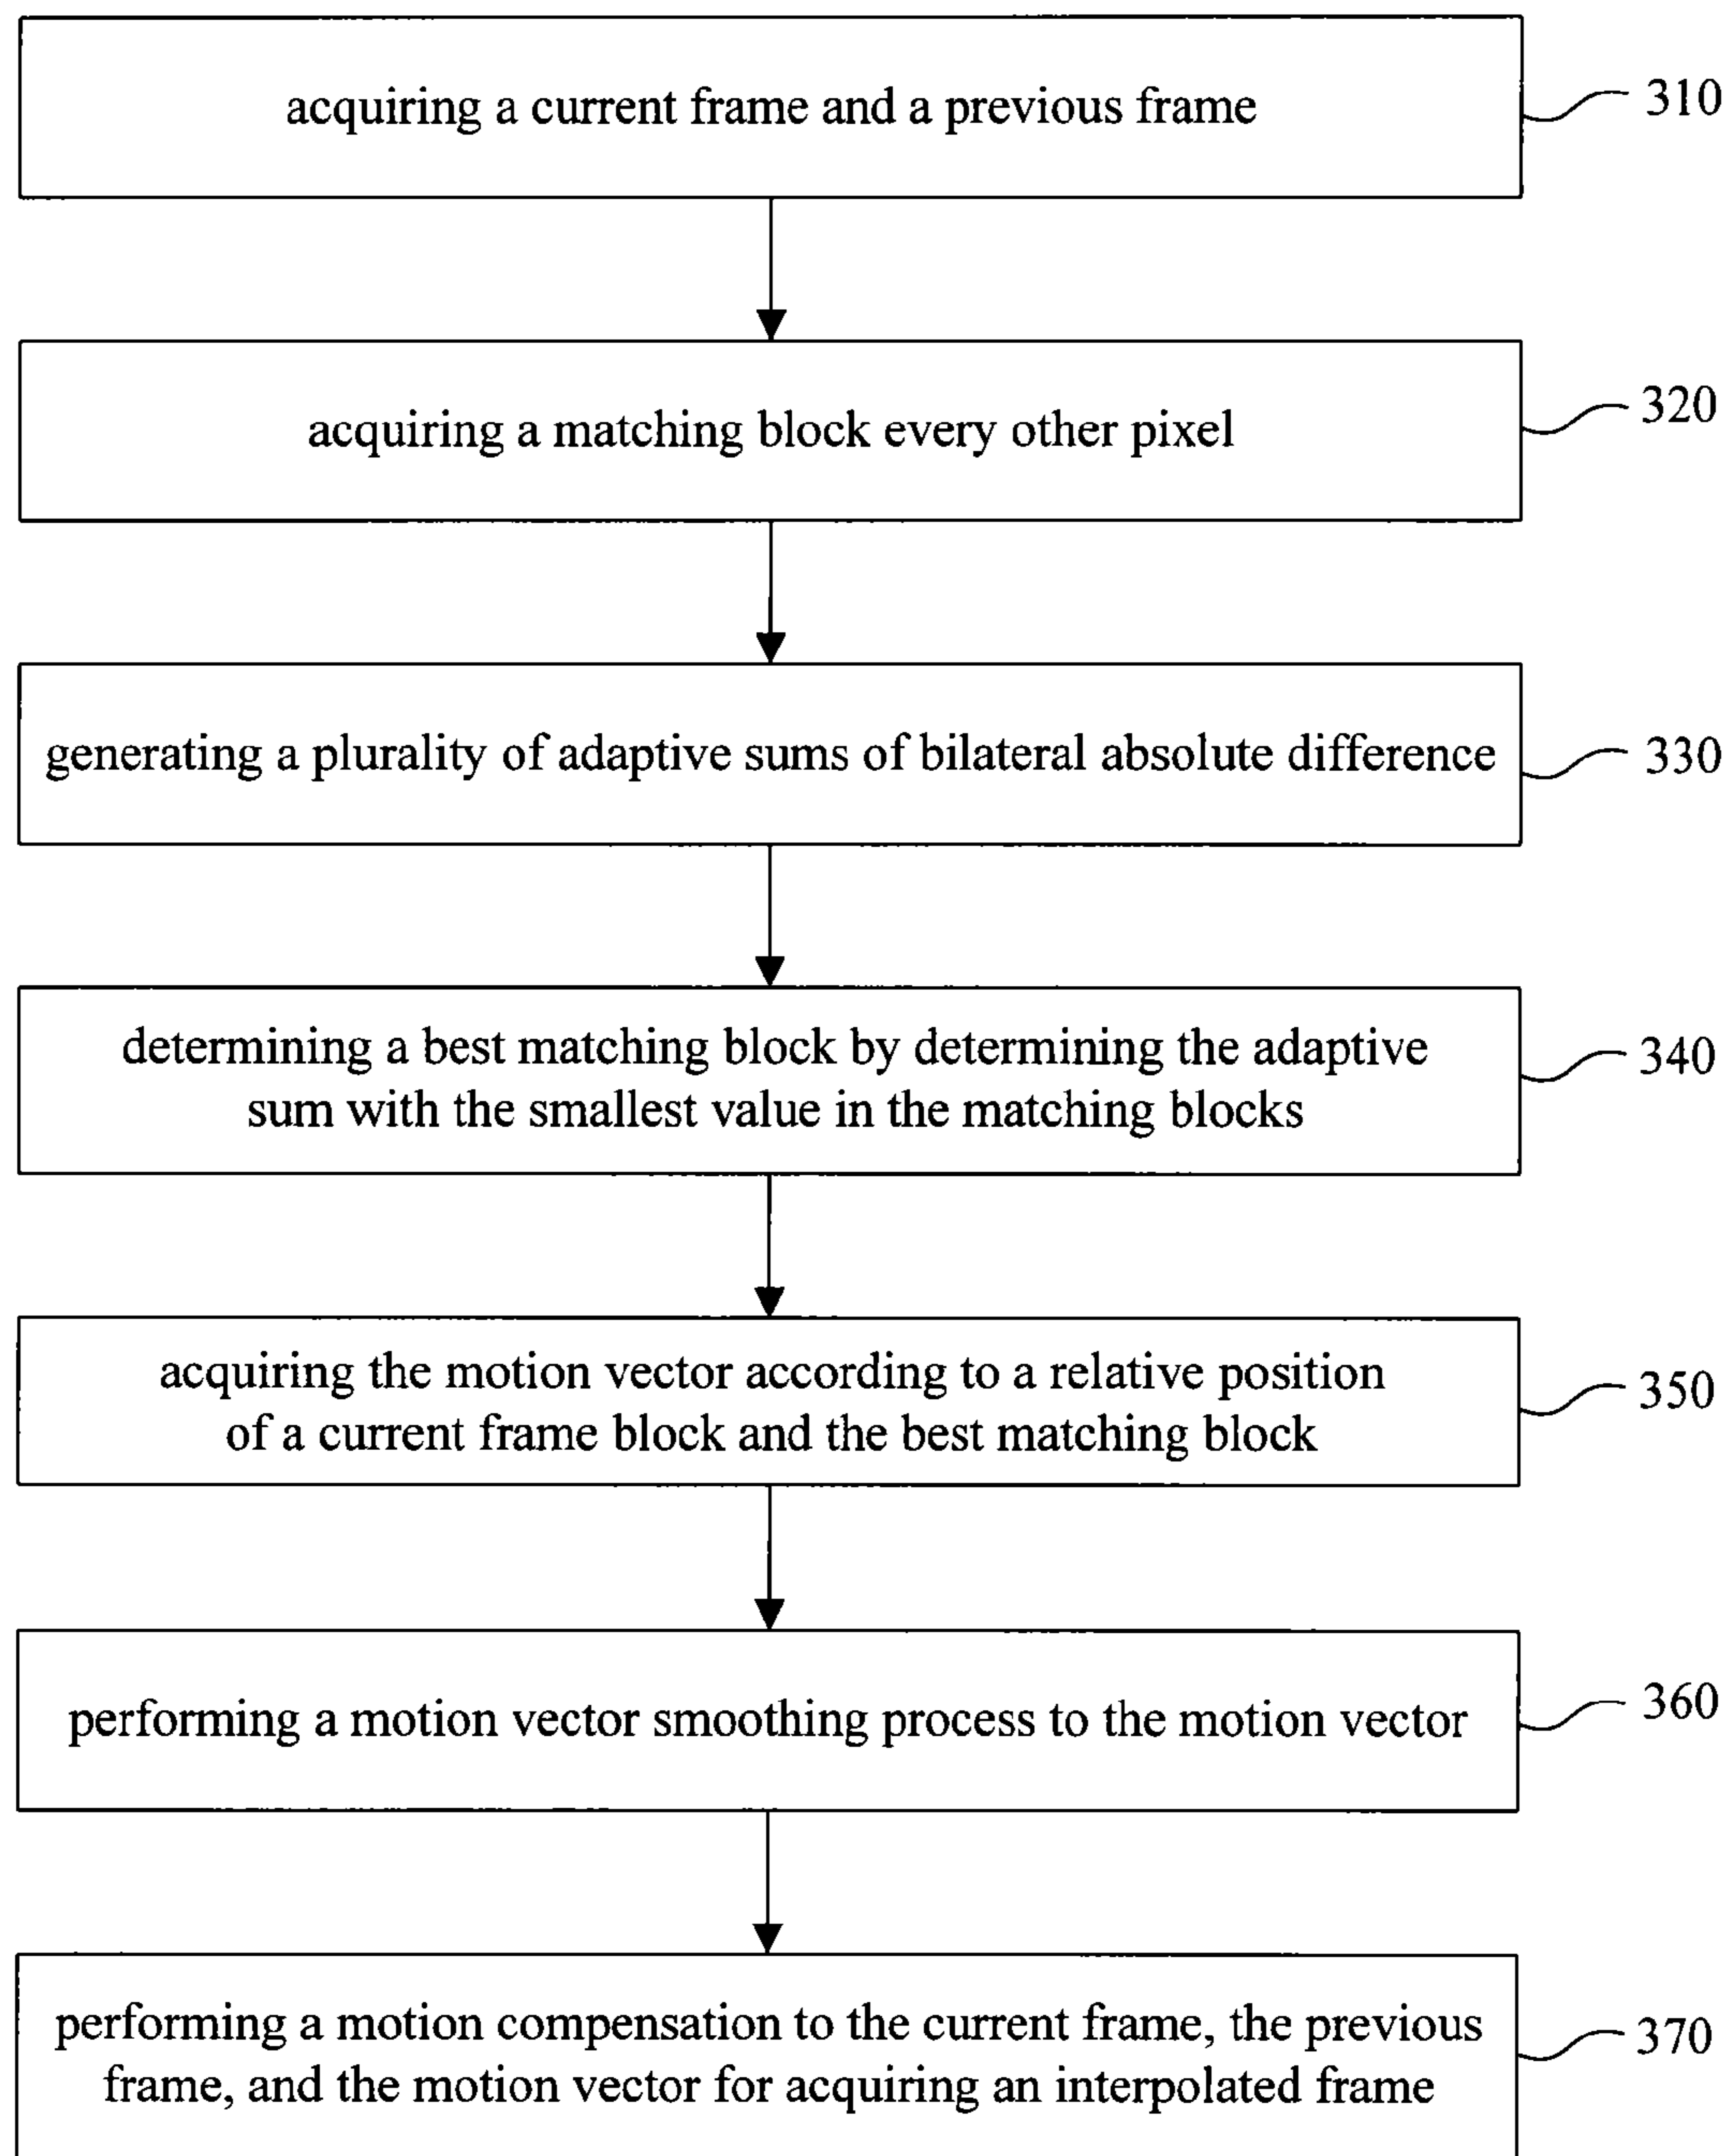 acquiring a current frame and a previous frame
310
acquiring a matching block every other pixel
320
generating a plurality of adaptive sums of bilateral absolute difference
330
determining a best matching block by determining the adaptive
sum with the smallest value in the matching blocks
340
acquiring the motion vector according to a relative position
of a current frame block and the best matching block
350
performing a motion vector smoothing process to the motion vector
360
performing a motion compensation to the current frame, the previous
frame, and the motion vector for acquiring an interpolated frame
370